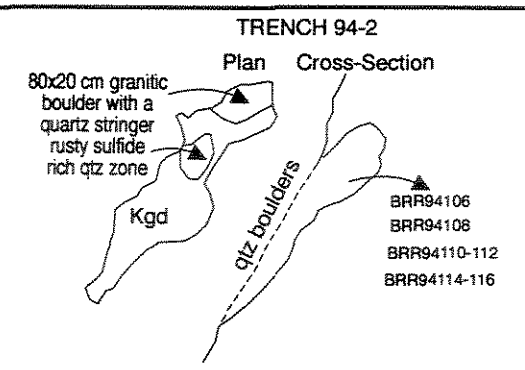 TRENCH 94-2
Plan
Cross-Section
80x20 cm granitic
boulder with a
quartz stringer
rusty sulfide
rich qtz zone
Kgd
qtz boulders
BRR94106
BRR94108
BRR94110-112
BRR94114-116